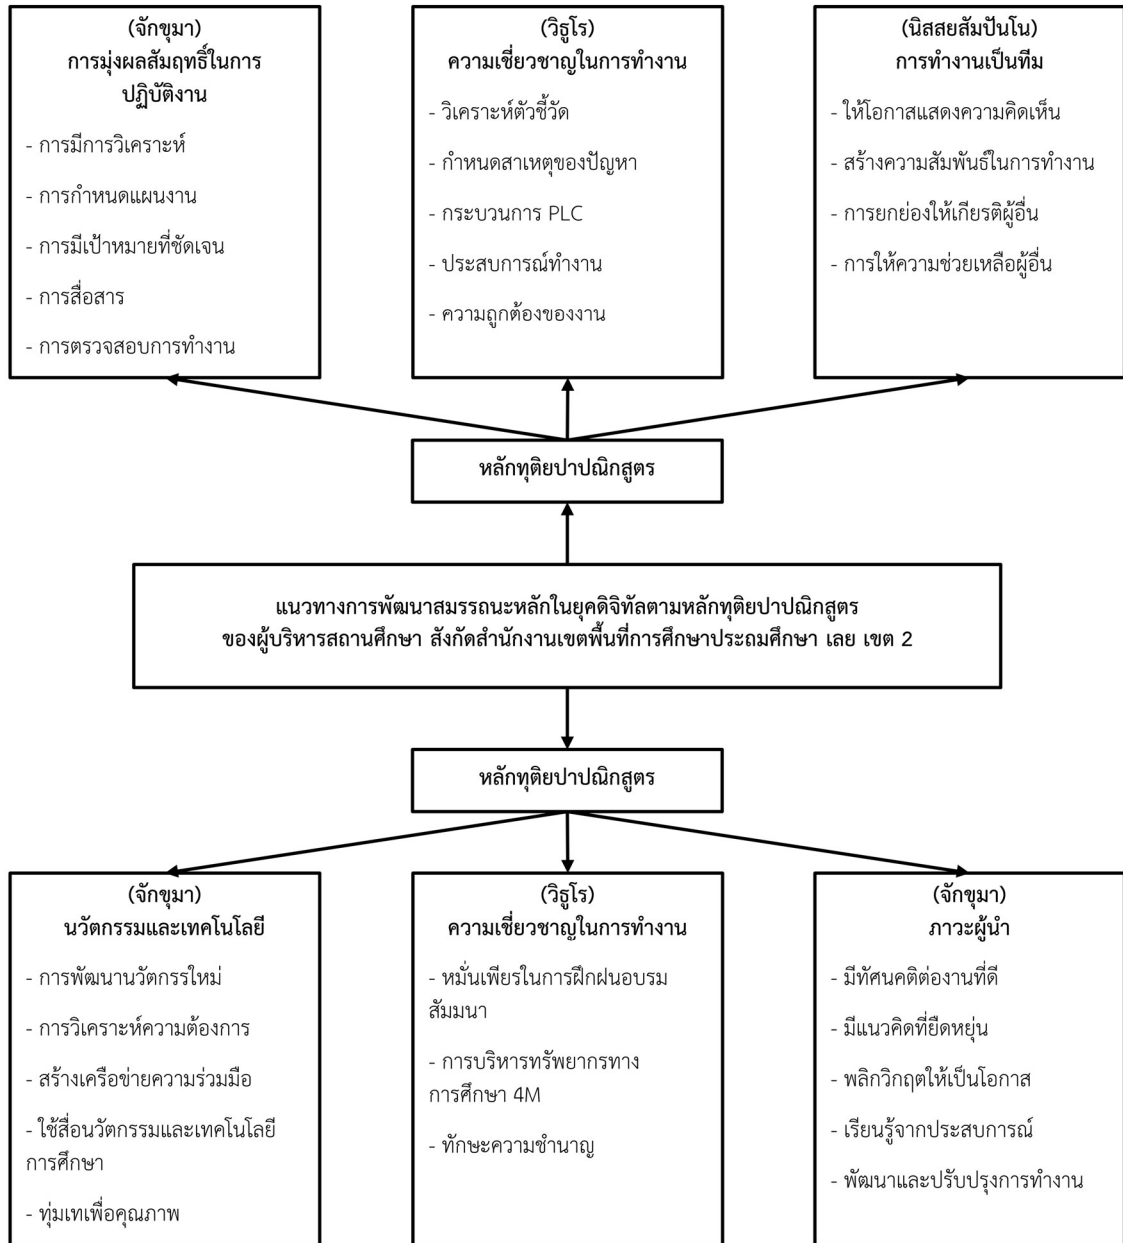 (จักขุมา)
การมุ่งผลสัมฤทธิ์ในการ
ปฏิบัติงาน
- การมีการวิเคราะห์
- การกำหนดแผนงาน
- การมีเป้าหมายที่ชัดเจน
- การสื่อสาร
- การตรวจสอบการทำงาน
(วิธูโร)
ความเชี่ยวชาญในการทำงาน
- วิเคราะห์ตัวชี้วัด
- กำหนดสาเหตุของปัญหา
- กระบวนการ PLC
- ประสบการณ์ทำงาน
- ความถูกต้องของงาน
(นิสสยสัมปันโน)
การทำงานเป็นทีม
- ให้โอกาสแสดงความคิดเห็น
- สร้างความสัมพันธ์ในการทำงาน
- การยกย่องให้เกียรติผู้อื่น
- การให้ความช่วยเหลือผู้อื่น
หลักทุติยปาปณิกสูตร
แนวทางการพัฒนาสมรรถนะหลักในยุคดิจิทัลตามหลักทุติยปาปณิกสูตร
ของผู้บริหารสถานศึกษา สังกัดสำนักงานเขตพื้นที่การศึกษาประถมศึกษา เลย เขต 2
หลักทุติยปาปณิกสูตร
(จักขุมา)
นวัตกรรมและเทคโนโลยี
- การพัฒนานวัตกรรใหม่
- การวิเคราะห์ความต้องการ
- สร้างเครือข่ายความร่วมมือ
- ใช้สื่อนวัตกรรมและเทคโนโลยี
การศึกษา
- ทุ่มเทเพื่อคุณภาพ
(วิธูโร)
ความเชี่ยวชาญในการทำงาน
- หมั่นเพียรในการฝึกฝนอบรม
สัมมนา
- การบริหารทรัพยากรทาง
การศึกษา 4M
- ทักษะความชำนาญ
(จักขุมา)
ภาวะผู้นำ
- มีทัศนคติต่องานที่ดี
- มีแนวคิดที่ยืดหยุ่น
- พลิกวิกฤตให้เป็นโอกาส
- เรียนรู้จากประสบการณ์
- พัฒนาและปรับปรุงการทำงาน